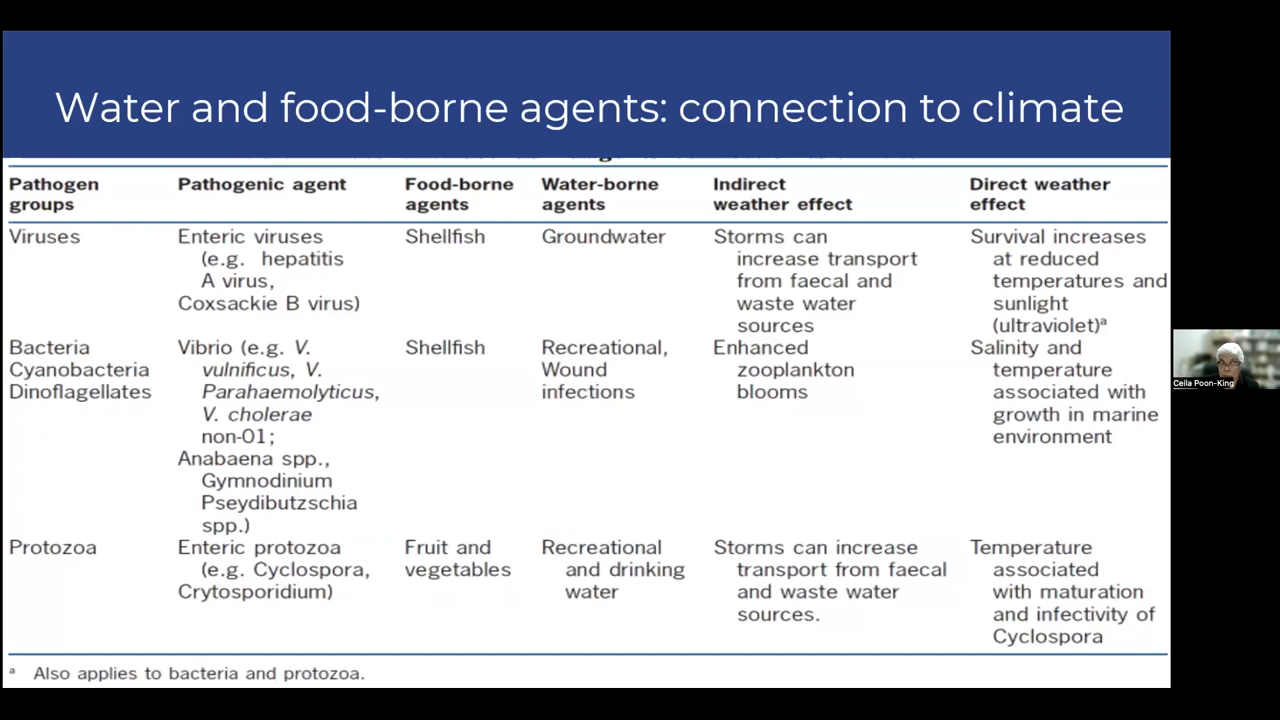 Water and food-borne agents: connection to climate
Pathogen groups Pathogenic agent Food-borne agents Water-borne agents Indirect weather effect Direct weather effect
Viruses Enteric viruses Shellfish Groundwater Storms can Survival increases
(e.g. hepatitis increase transport at reduced
A virus, from faecal and temperatures and
Coxsackie B virus) waste water sunlight
sources (ultraviolet)ª
Bacteria Vibrio (e.g. V. Shellfish Recreational, Enhanced Salinity and
Cyanobacteria vulnificus, V. Wound zooplankton temperature
Dinoflagellates Parahaemolyticus, infections blooms associated with
V. cholerae growth in marine
non-01; environment
Anabaena spp.,
Gymnodinium
Pseydibutzschia
spp.)
Protozoa Enteric protozoa Fruit and Recreational Storms can increase Temperature
(e.g. Cyclospora, vegetables and drinking transport from faecal associated
Crytosporidium) water and waste water with maturation
sources. and infectivity of
Cyclospora
ª Also applies to bacteria and protozoa.
Ceila Poon-King